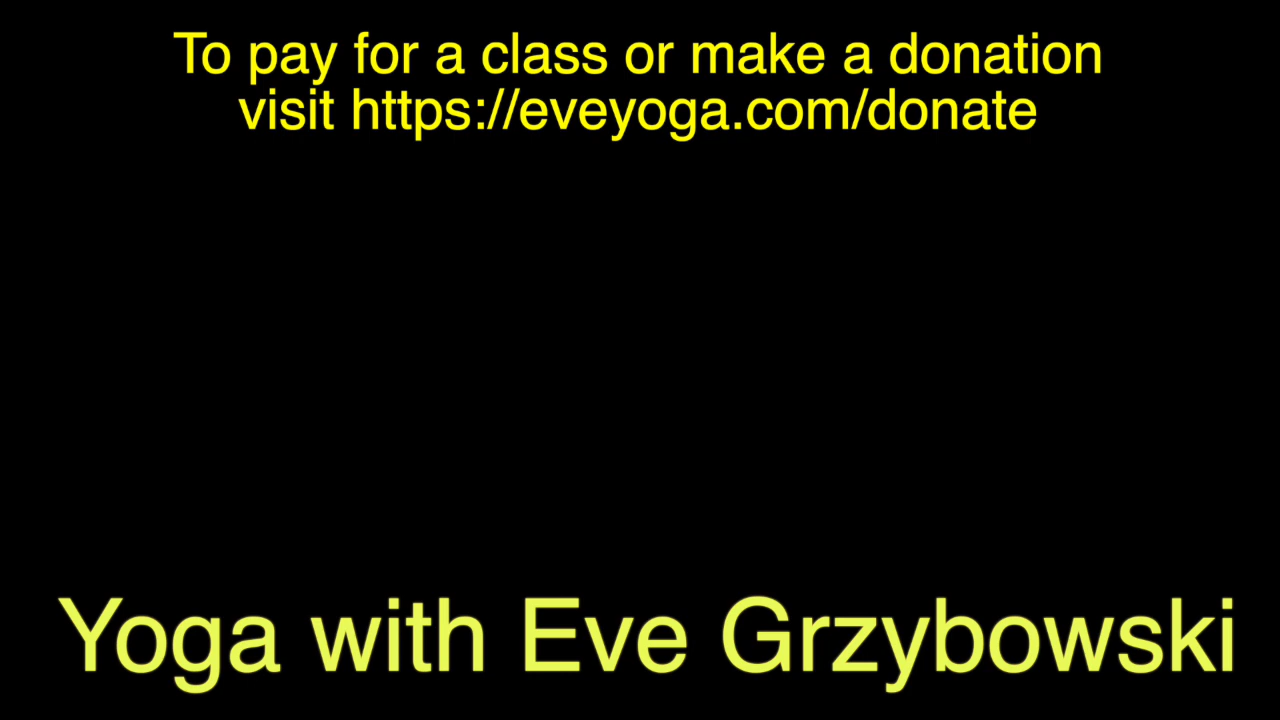 To pay for a class or make a donation
visit https://eveyoga.com/donate
Yoga with Eve Grzybowski